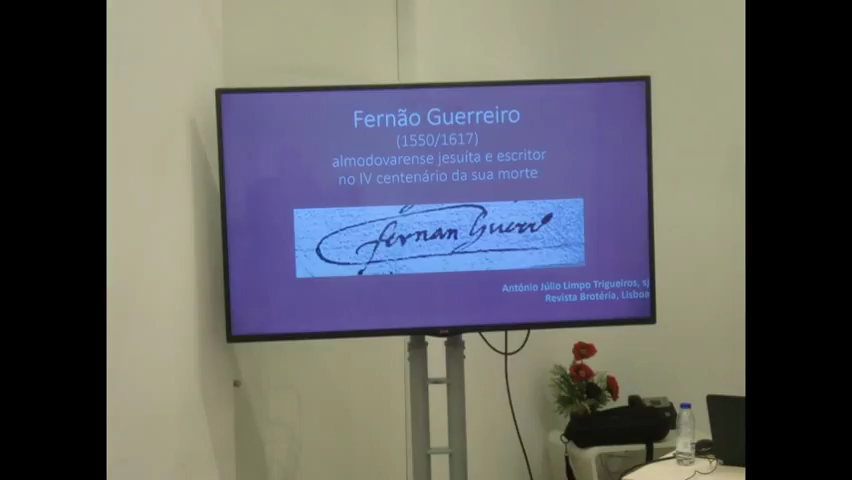 Fernão Guerreiro
(1550/1617)
almodovarense jesuíta e escritor
no IV centenário da sua morte
fernan Guerro
António Júlio Limpo Trigueiros, sj
Revista Brotéria, Lisboa